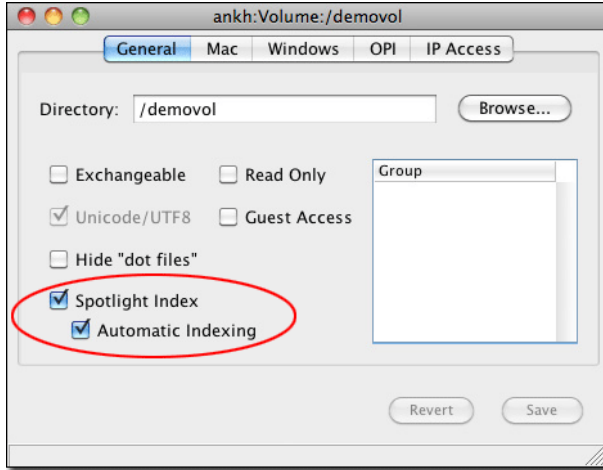 ankh:Volume:/demovol
General Mac Windows OPI IP Access
Directory: /demovol Browse...
Exchangeable Read Only Group
Unicode/UTF8 Guest Access
Hide "dot files"
Spotlight Index
Automatic Indexing
Revert Save